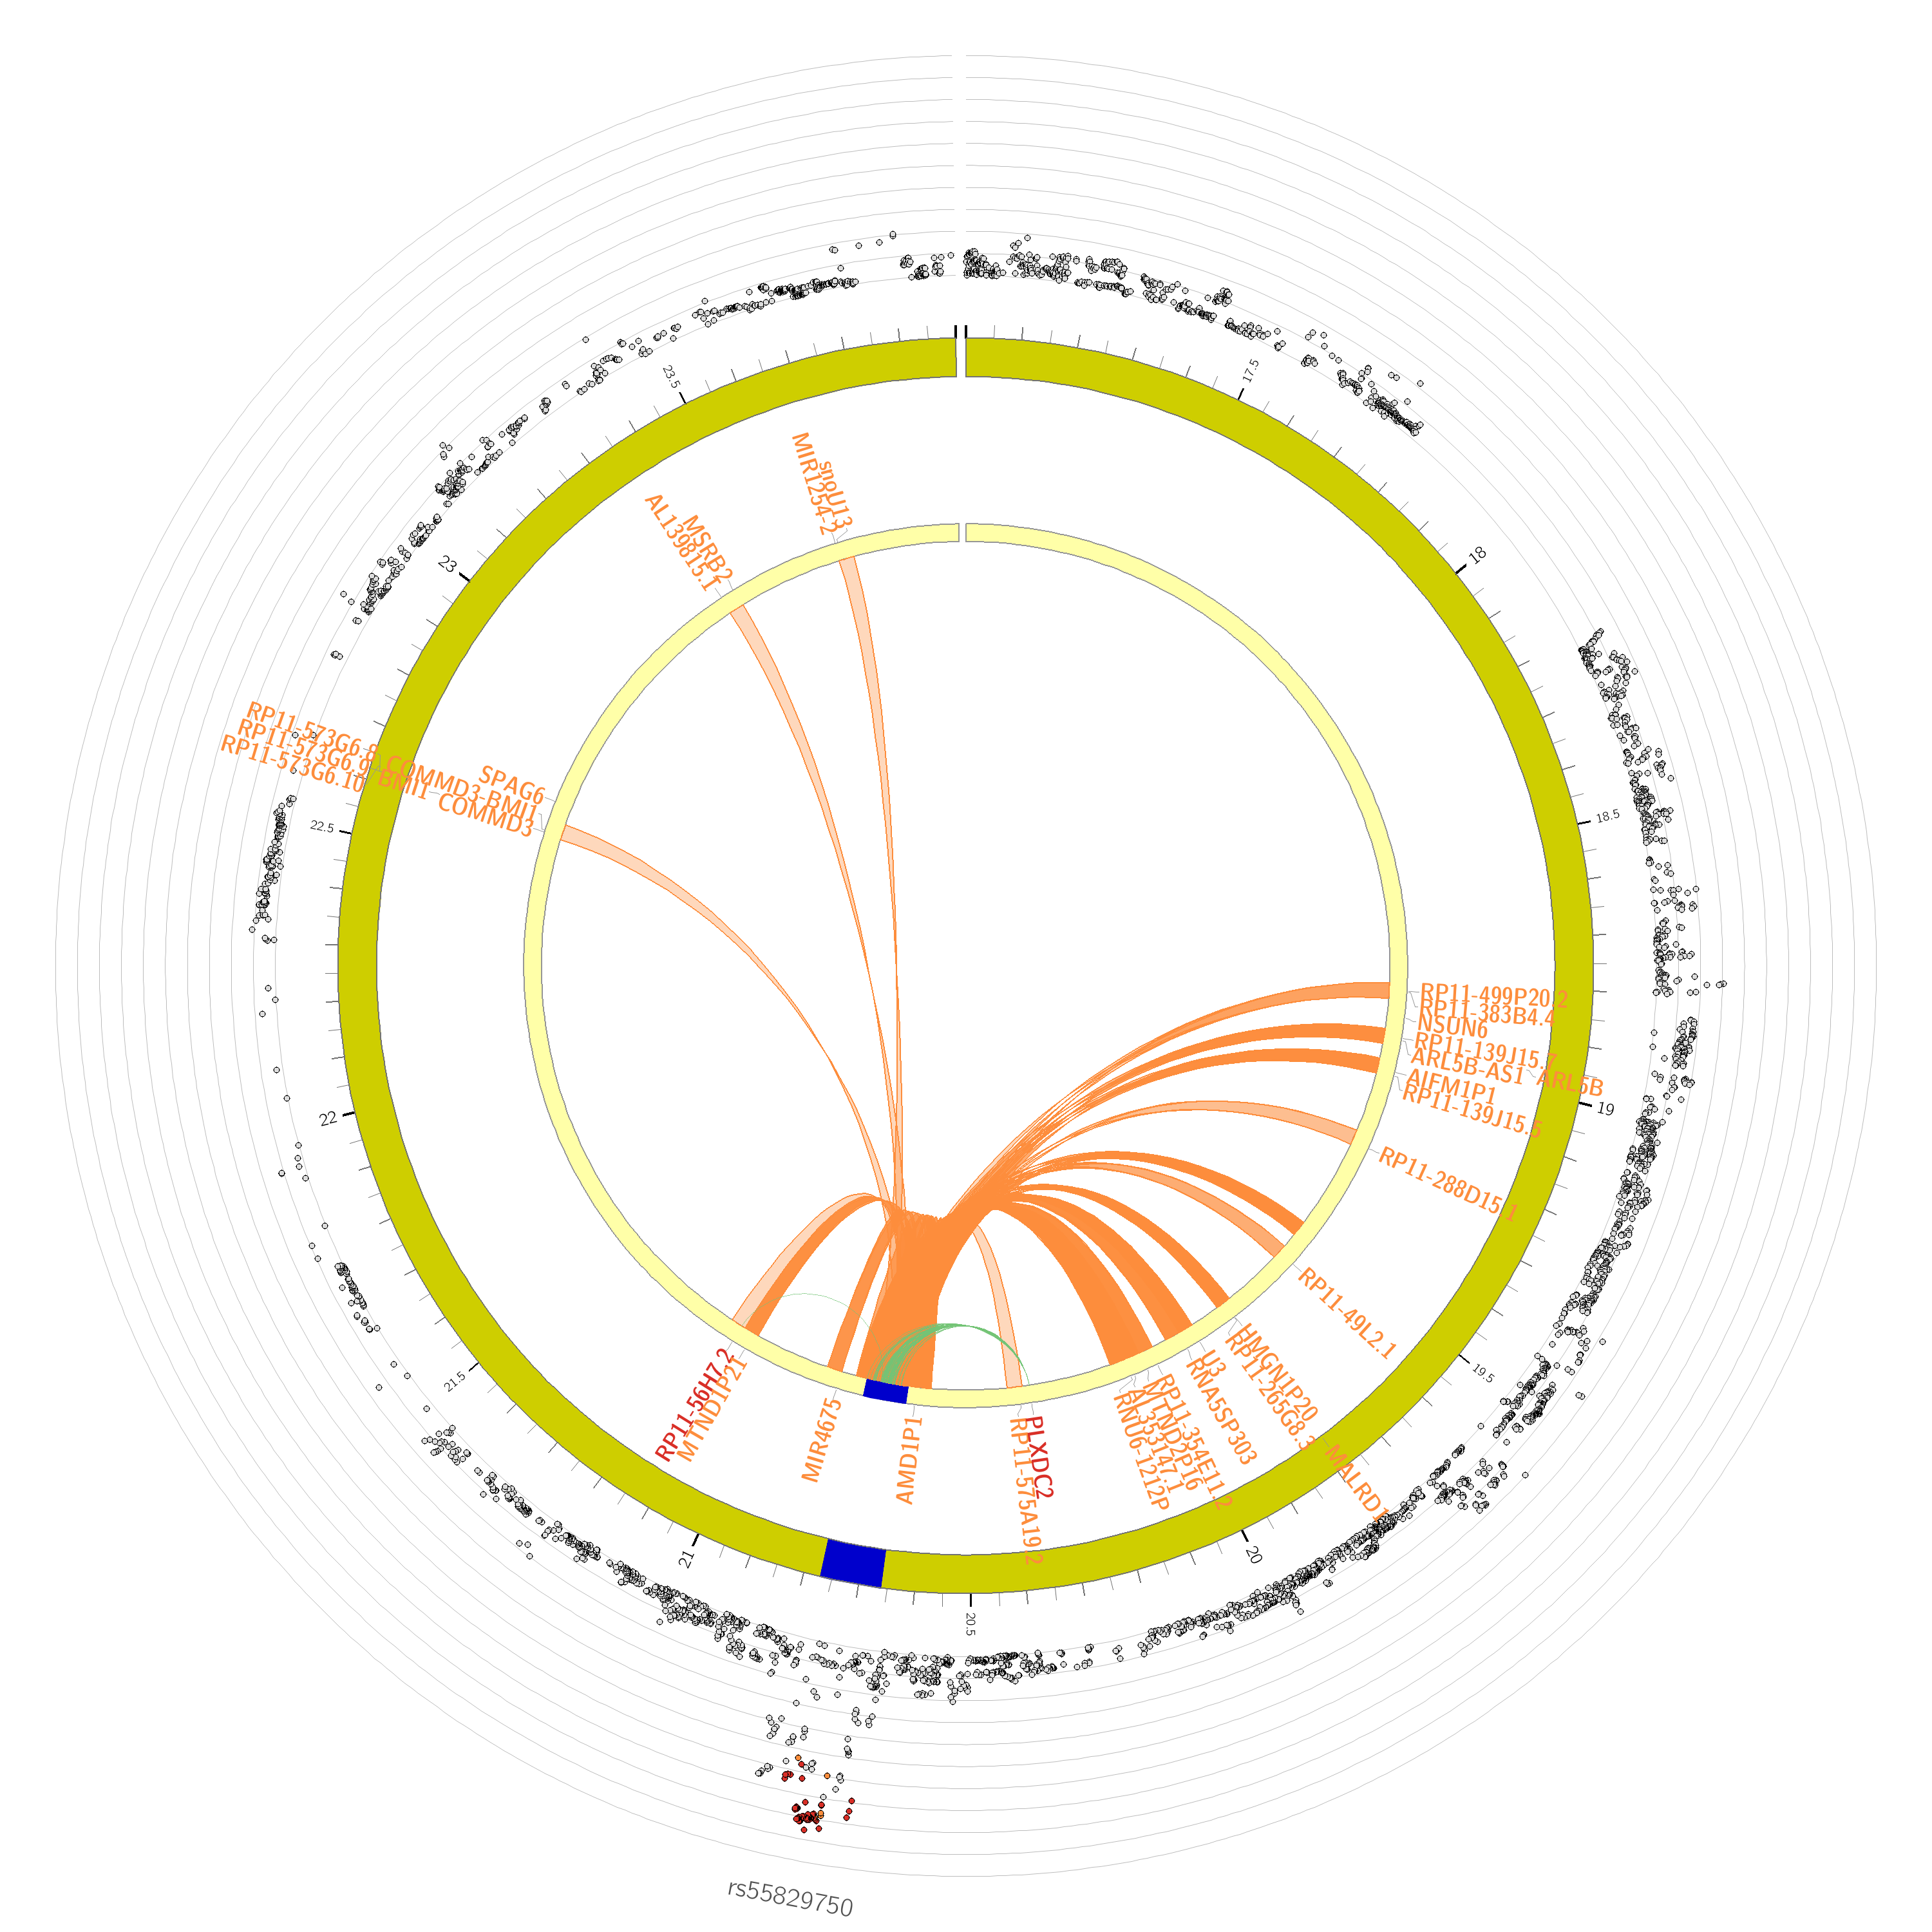 17.5
18
18.5
19
19.5
20
20.5
21
21.5
22
22.5
23
23.5
snoU13
MIR1254-2
MSRB2
AL139815.1
SPAG6
RP11-573G6.8 COMMD3-BMI1
RP11-573G6.9 BMI1 COMMD3
RP11-573G6.10
RP11-499P20.2
RP11-383B4.4
NSUN6
RP11-139J15.7
ARL5B-AS1 ARL5B
AIFM1P1
RP11-139J15.5
RP11-288D15.1
RP11-49L2.1
MALRD1
HMGN1P20
RP11-265G8.3
U3
RNA5SP303
RP11-354E11.2
MTND2P16
AL353147.1
RNU6-1212P
PLXDC2
RP11-575A19.2
AMD1P1
MIR4675
MTND1P21
RP11-56H7.2
rs55829750